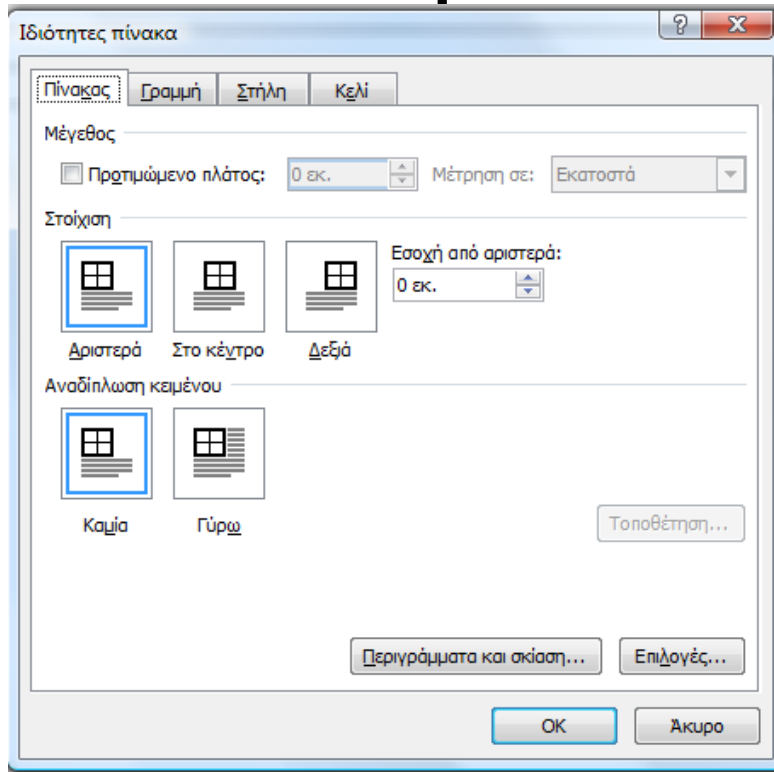 Ιδιότητες πίνακα
Πίνακας Γραμμή Στήλη Κελί
Μέγεθος
Προτιμώμενο πλάτος: 0 εκ. Μέτρηση σε: Εκατοστά
Στοίχιση
Εσοχή από αριστερά:
0 εκ.
Αριστερά Στο κέντρο Δεξιά
Αναδίπλωση κειμένου
Καμία Γύρω Τοποθέτηση...
Περιγράμματα και σκίαση... Επιλογές...
OK Άκυρο